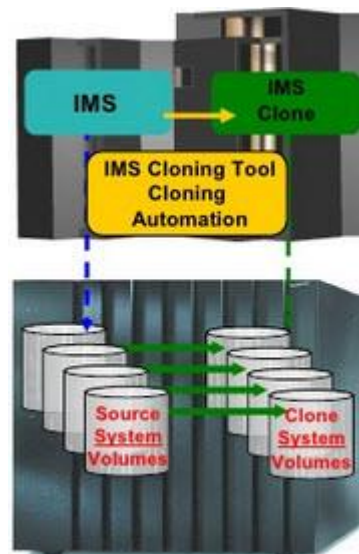 IMS
IMS
Clone
IMS Cloning Tool
Cloning
Automation
Source
System
Volumes
Clone
System
Volumes